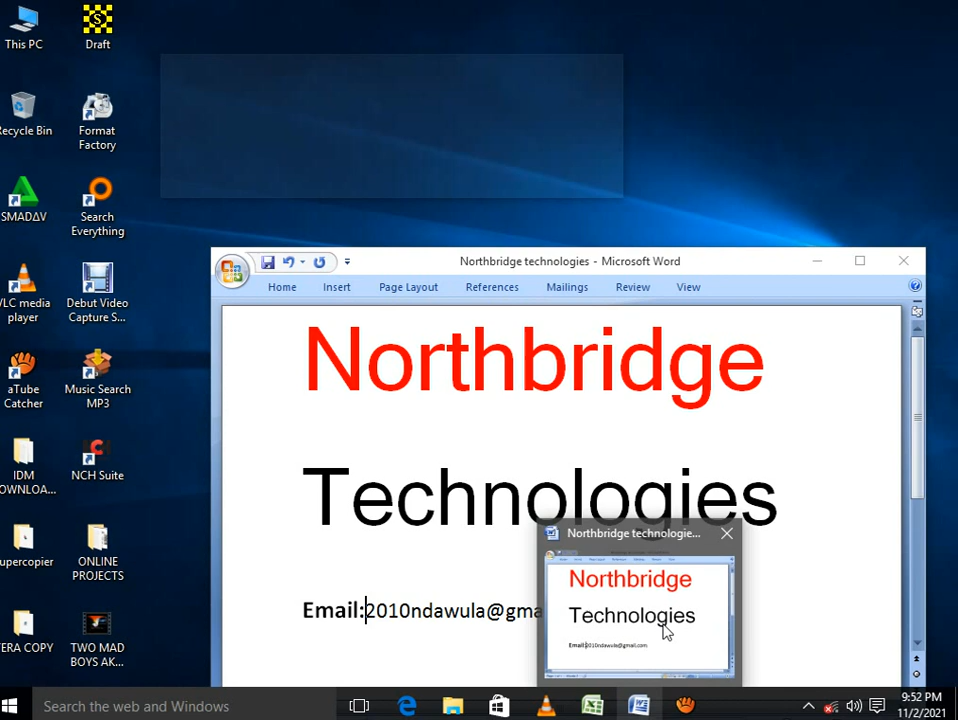 This PC
Draft
Recycle Bin
Format
Factory
SMADΔV
Search
Everything
VLC media
player
Debut Video
Capture S...
aTube
Catcher
Music Search
MP3
IDM
DOWNLOA...
NCH Suite
upercopier
ONLINE
PROJECTS
TERA COPY
TWO MAD
BOYS AK...
Northbridge technologies - Microsoft Word
Home Insert Page Layout References Mailings Review View
Northbridge
Technologies
Email:2010ndawula@gma
Northbridge technologie...
Northbridge
Technologies
Email:2010ndawula@gmail.com
Search the web and Windows
9:52 PM
11/2/2021